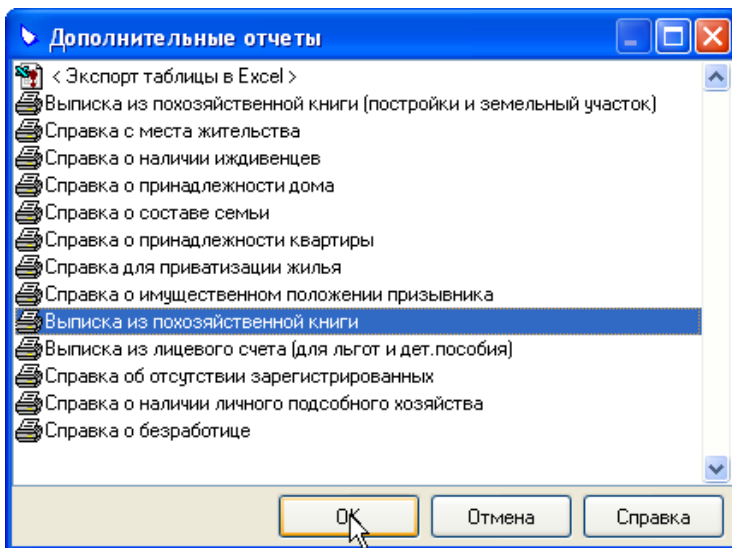 Дополнительные отчеты
< Экспорт таблицы в Excel >
Выписка из похозяйственной книги (постройки и земельный участок)
Справка с места жительства
Справка о наличии иждивенцев
Справка о принадлежности дома
Справка о составе семьи
Справка о принадлежности квартиры
Справка для приватизации жилья
Справка о имущественном положении призывника
Выписка из похозяйственной книги
Выписка из лицевого счета (для льгот и дет.пособия)
Справка об отсутствии зарегистрированных
Справка о наличии личного подсобного хозяйства
Справка о безработице
OK Отмена Справка